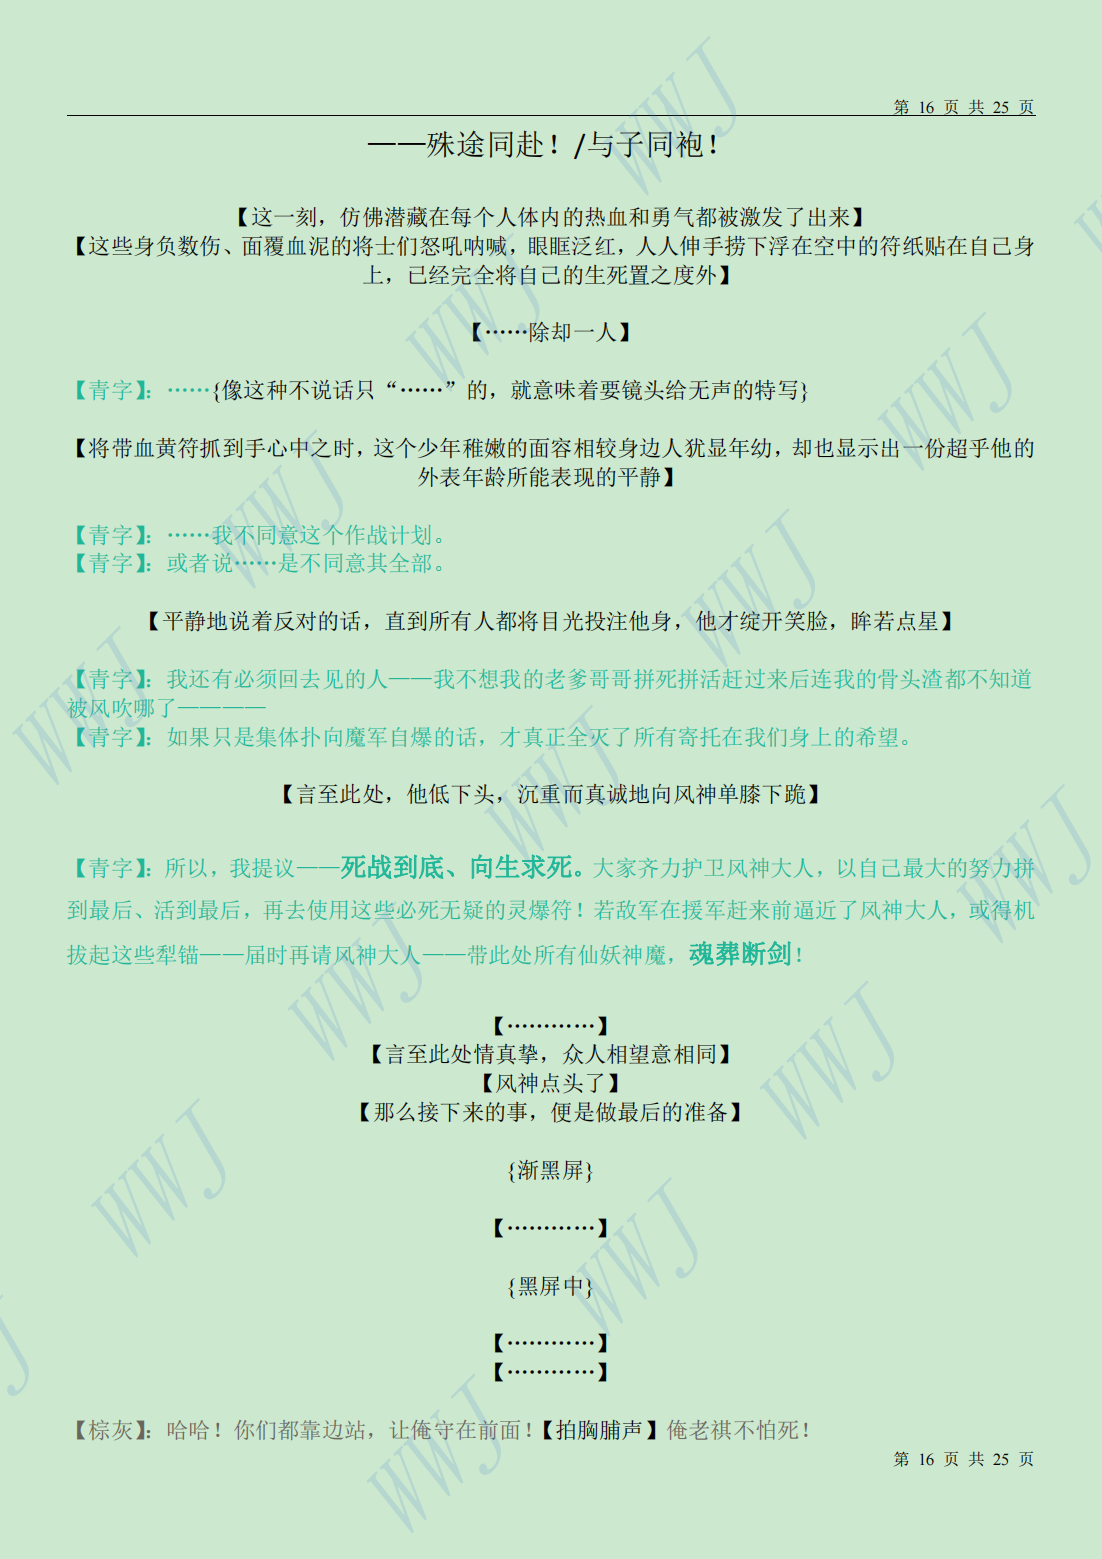 第 16 页 共 25 页
——殊途同赴！/与子同袍！
【这一刻，仿佛潜藏在每个人体内的热血和勇气都被激发了出来】
【这些身负数伤、面覆血泥的将士们怒吼呐喊，眼眶泛红，人人伸手捞下浮在空中的符纸贴在自己身
上，已经完全将自己的生死置之度外】
【……除却一人】
【青字】：……{像这种不说话只“……”的，就意味着要镜头给无声的特写}
【将带血黄符抓到手心中之时，这个少年稚嫩的面容相较身边人犹显年幼，却也显示出一份超乎他的
外表年龄所能表现的平静】
【青字】：……我不同意这个作战计划。
【青字】：或者说……是不同意其全部。
【平静地说着反对的话，直到所有人都将目光投注他身，他才绽开笑脸，眸若点星】
【青字】：我还有必须回去见的人——我不想我的老爹哥哥拼死拼活赶过来后连我的骨头渣都不知道
被风吹哪了————
【青字】：如果只是集体扑向魔军自爆的话，才真正全灭了所有寄托在我们身上的希望。
【言至此处，他低下头，沉重而真诚地向风神单膝下跪】
【青字】：所以，我提议——死战到底、向生求死。大家齐力护卫风神大人，以自己最大的努力拼
到最后、活到最后，再去使用这些必死无疑的灵爆符！若敌军在援军赶来前逼近了风神大人，或得机
拔起这些犁锚——届时再请风神大人——带此处所有仙妖神魔，魂葬断剑！
【…………】
【言至此处情真挚，众人相望意相同】
【风神点头了】
【那么接下来的事，便是做最后的准备】
{渐黑屏}
【…………】
{黑屏中}
【…………】
【…………】
【棕灰】：哈哈！你们都靠边站，让俺守在前面！【拍胸脯声】俺老祺不怕死！
第 16 页 共 25 页
WWJ
WWJ
WWJ
WWJ
WWJ
WWJ
WWJ
WWJ
WWJ
WWJ
WWJ
WWJ
WWJ
WWJ